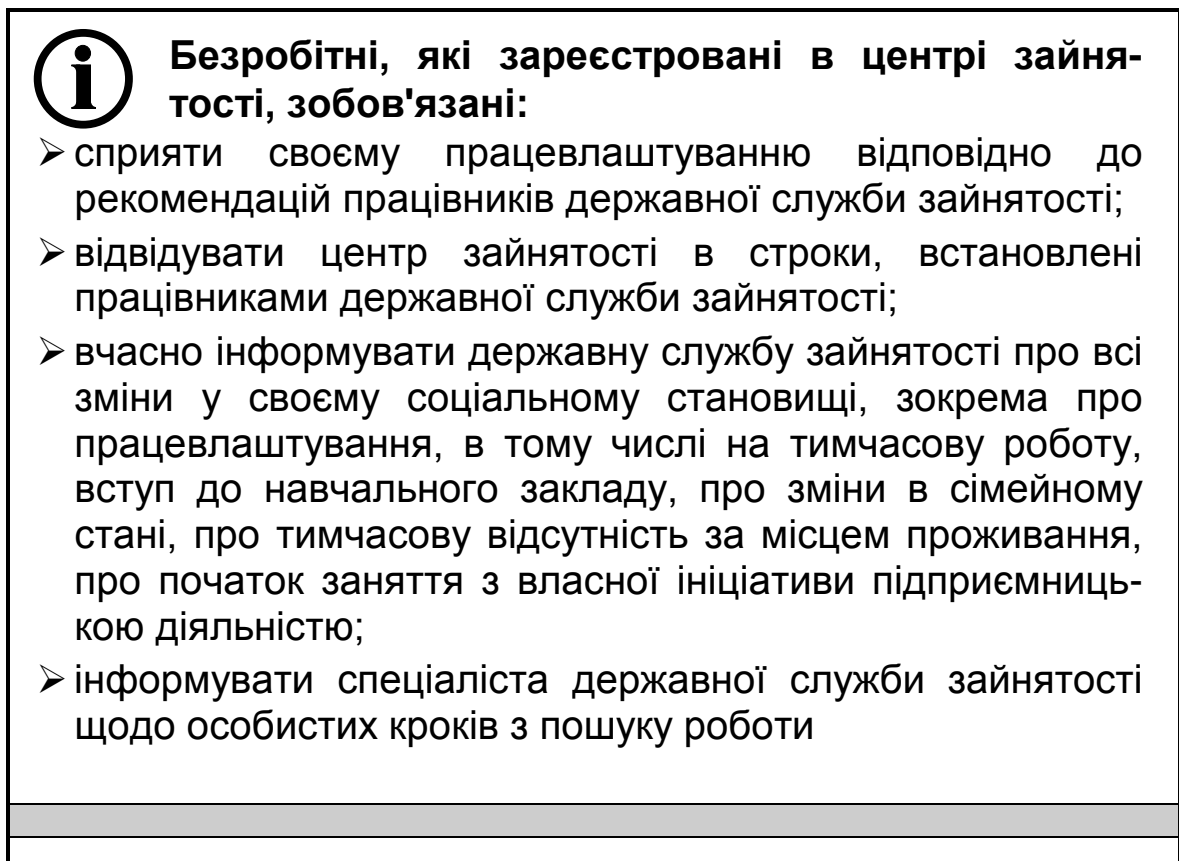 Безробітні, які зареєстровані в центрі зайня-
тості, зобов'язані:
➢ сприяти своєму працевлаштуванню відповідно до
рекомендацій працівників державної служби зайнятості;
➢ відвідувати центр зайнятості в строки, встановлені
працівниками державної служби зайнятості;
➢ вчасно інформувати державну службу зайнятості про всі
зміни у своєму соціальному становищі, зокрема про
працевлаштування, в тому числі на тимчасову роботу,
вступ до навчального закладу, про зміни в сімейному
стані, про тимчасову відсутність за місцем проживання,
про початок заняття з власної ініціативи підприємниць-
кою діяльністю;
➢ інформувати спеціаліста державної служби зайнятості
щодо особистих кроків з пошуку роботи